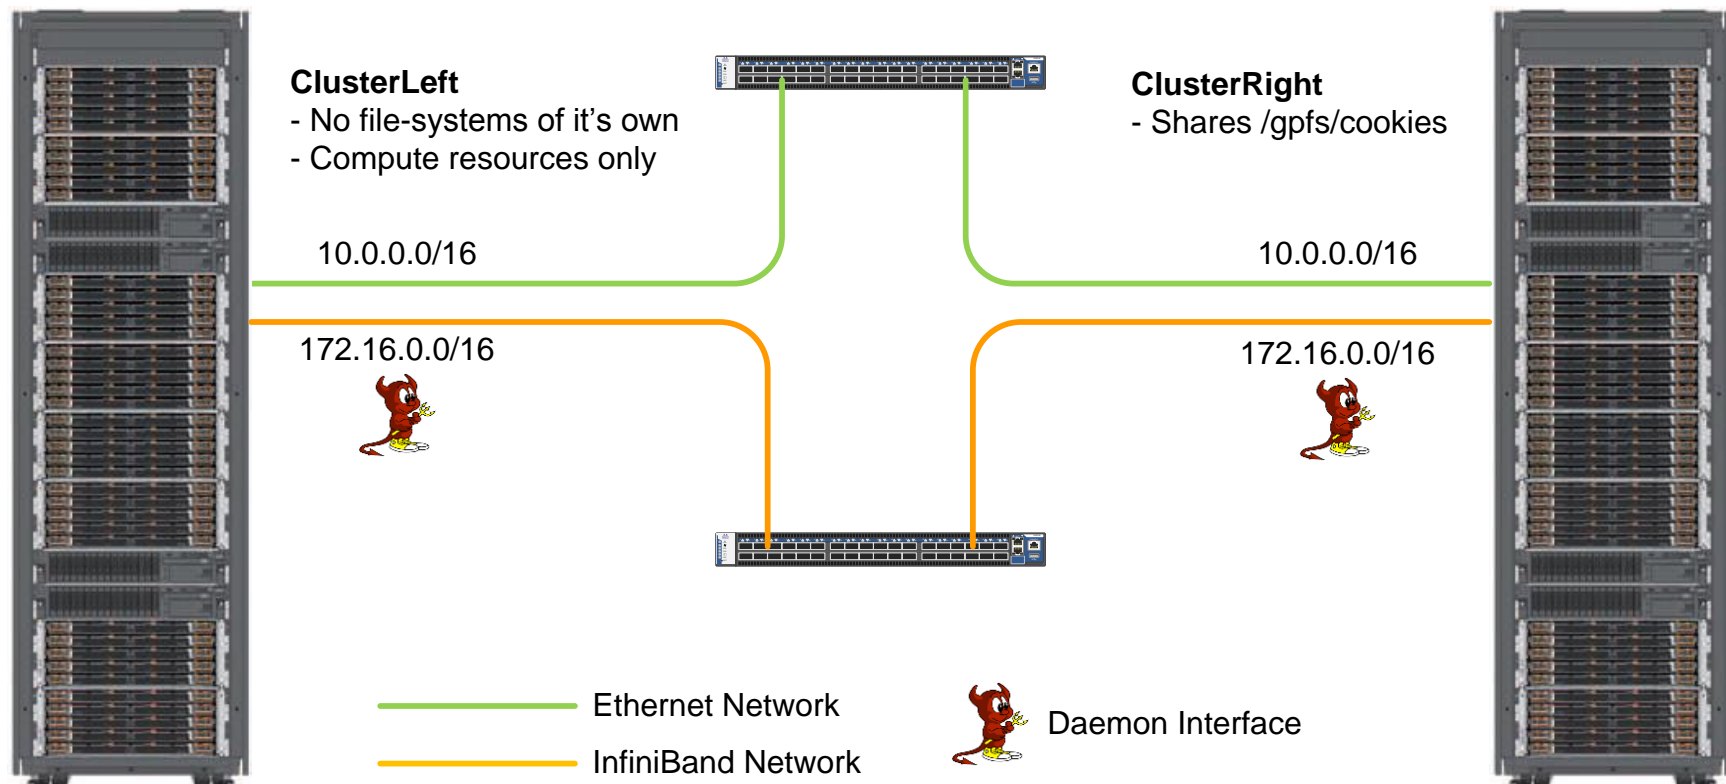 ClusterLeft
- No file-systems of it’s own
- Compute resources only
ClusterRight
- Shares /gpfs/cookies
10.0.0.0/16
10.0.0.0/16
172.16.0.0/16
172.16.0.0/16
Ethernet Network
InfiniBand Network
Daemon Interface